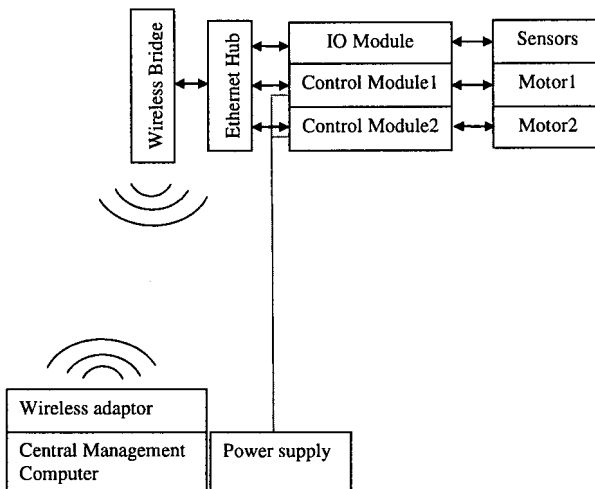 Wireless Bridge
Ethernet Hub
IO Module
Sensors
Control Module1
Motor1
Control Module2
Motor2
Wireless adaptor
Central Management
Computer
Power supply